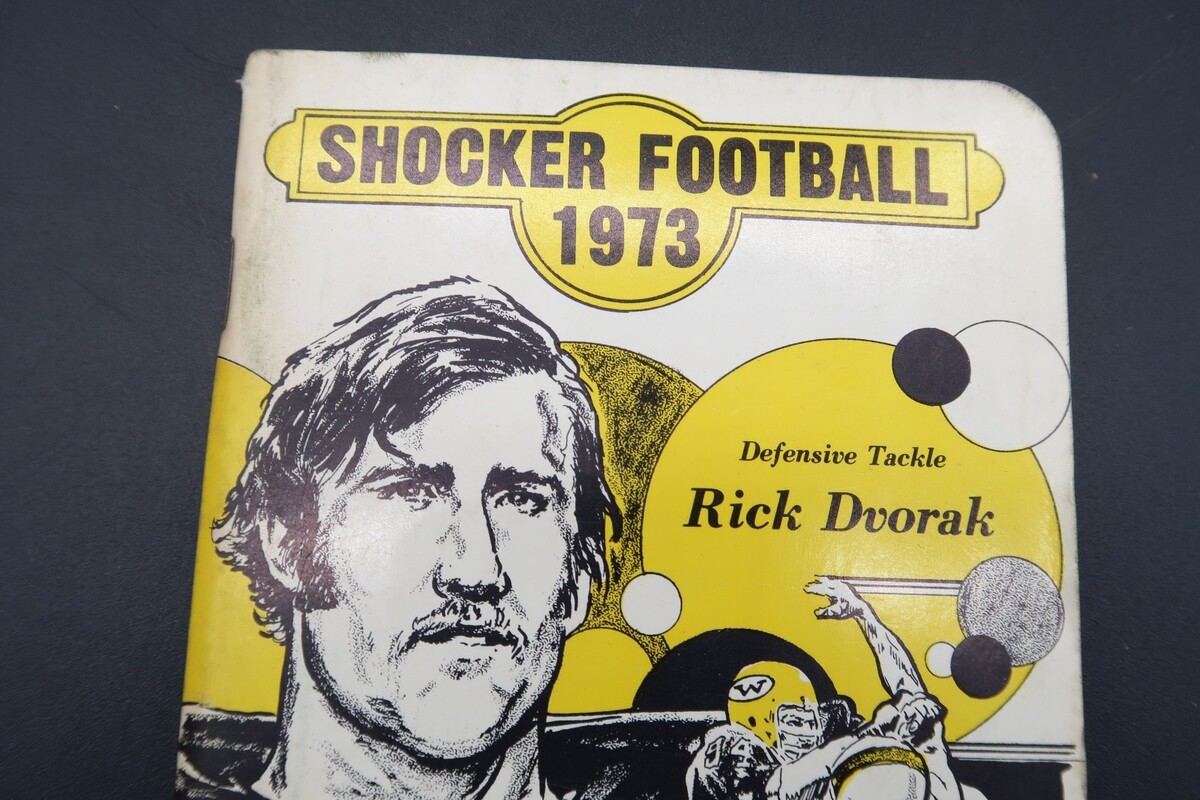 SHOCKER FOOTBALL
1973
Defensive Tackle
Rick Dvorak
W